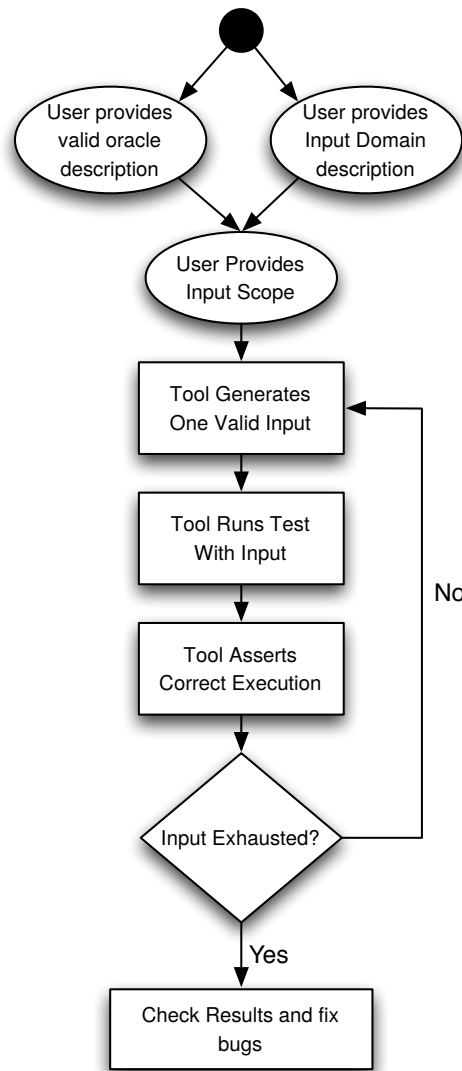 User provides
valid oracle
description
User provides
Input Domain
description
User Provides
Input Scope
Tool Generates
One Valid Input
Tool Runs Test
With Input
No
Tool Asserts
Correct Execution
Input Exhausted?
Yes
Check Results and fix
bugs